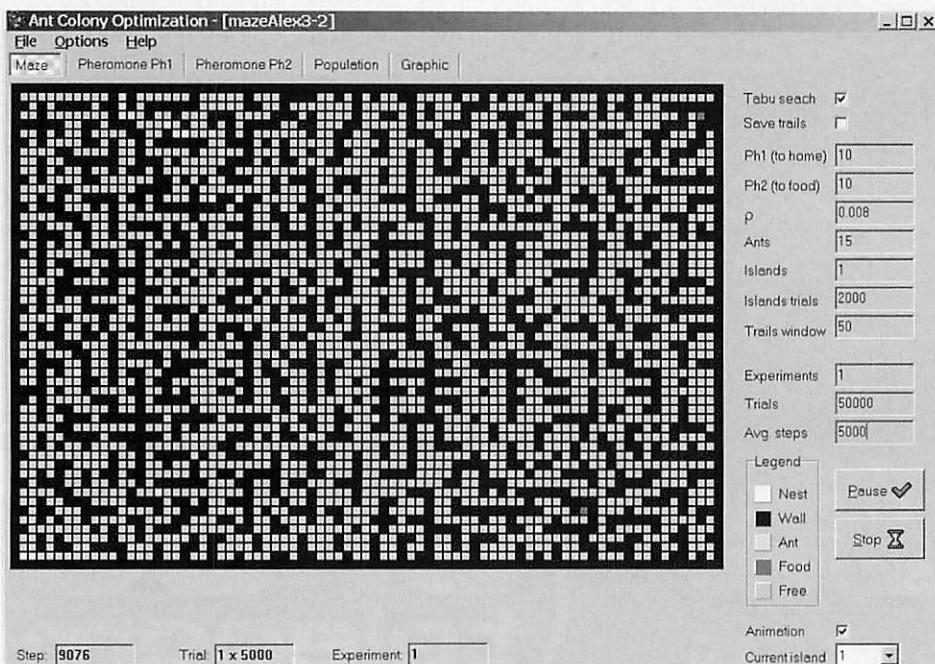 Ant Colony Optimization - [mazeAlex3-2]
File Options Help
Maze Pheromone Ph1 Pheromone Ph2 Population Graphic
Tabu seach
Save trails
Ph1 (to home) 10
Ph2 (to food) 10
ρ 0.008
Ants 15
Islands 1
Islands trials 2000
Trails window 50
Experiments 1
Trials 50000
Avg. steps 5000
Legend
Nest
Wall
Ant
Food
Free
Pause
Stop
Animation
Step: 9076 Trial: 1 x 5000 Experiment: 1 Current island 1